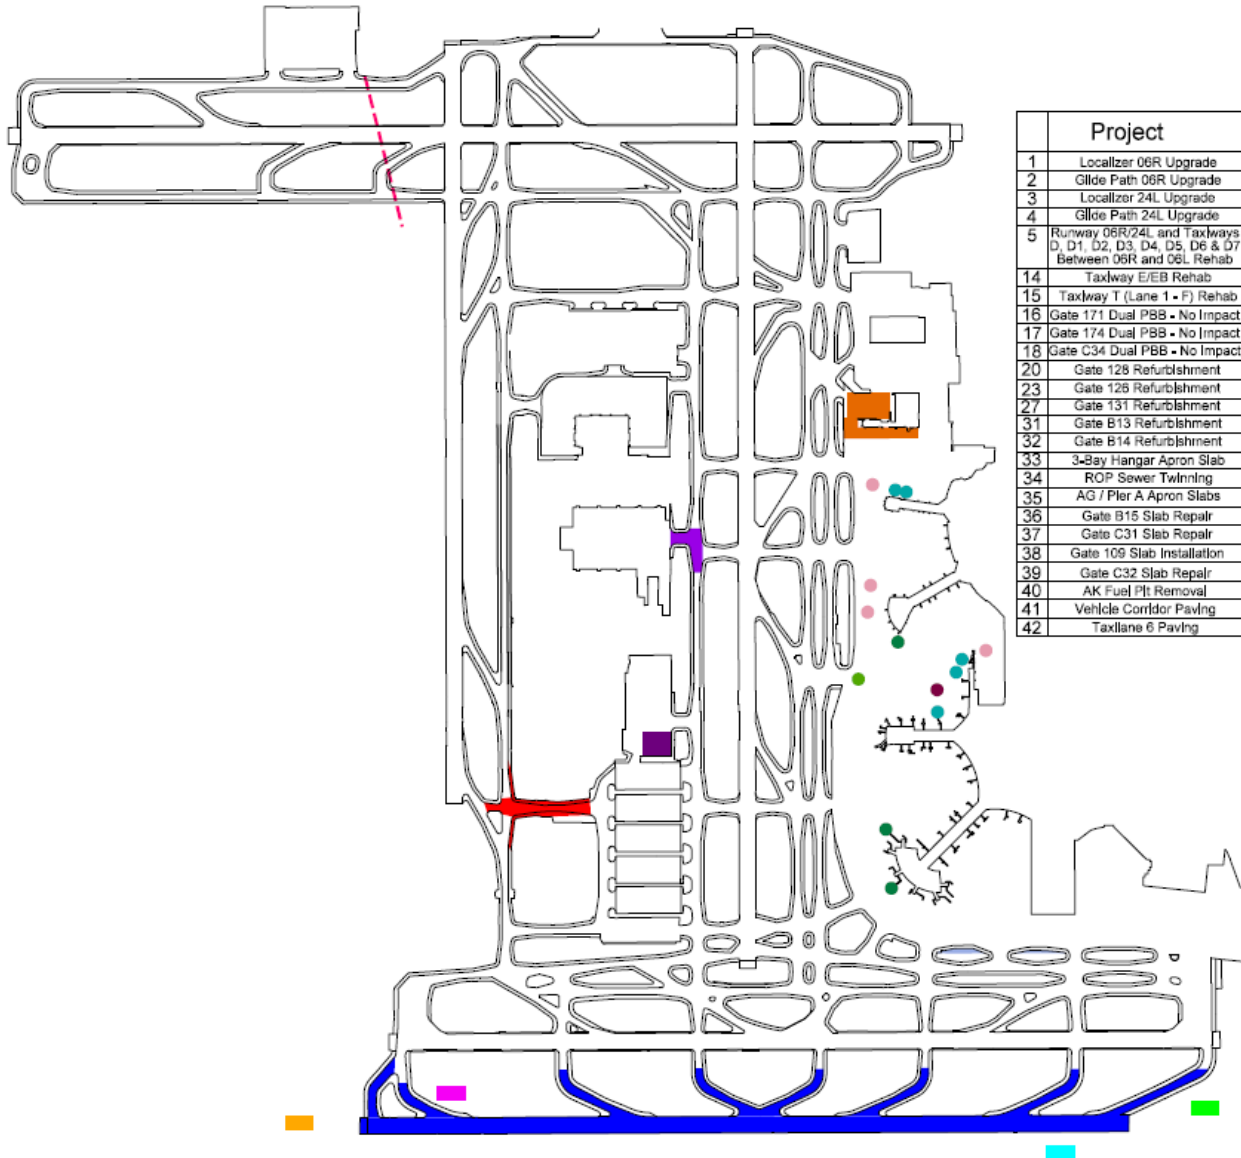 Project
1 Localizer 06R Upgrade
2 Glide Path 06R Upgrade
3 Localizer 24L Upgrade
4 Glide Path 24L Upgrade
5 Runway 06R/24L and Taxiways
D, D1, D2, D3, D4, D5, D6 & D7
Between 06R and 06L Rehab
14 Taxiway E/EB Rehab
15 Taxiway T (Lane 1 - F) Rehab
16 Gate 171 Dual PBB - No Impact
17 Gate 174 Dual PBB - No Impact
18 Gate C34 Dual PBB - No Impact
20 Gate 128 Refurbishment
23 Gate 126 Refurbishment
27 Gate 131 Refurbishment
31 Gate B13 Refurbishment
32 Gate B14 Refurbishment
33 3-Bay Hangar Apron Slab
34 ROP Sewer Twinning
35 AG / Pier A Apron Slabs
36 Gate B15 Slab Repair
37 Gate C31 Slab Repair
38 Gate 109 Slab Installation
39 Gate C32 Slab Repair
40 AK Fuel Pit Removal
41 Vehicle Corridor Paving
42 Taxilane 6 Paving